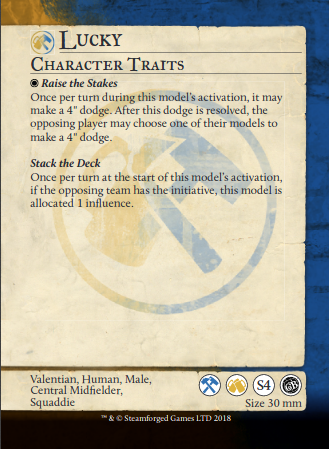 Lucky
Character Traits
Raise the Stakes
Once per turn during this model's activation, it may
make a 4" dodge. After this dodge is resolved, the
opposing player may choose one of their models to
make a 4" dodge.
Stack the Deck
Once per turn at the start of this model's activation,
if the opposing team has the initiative, this model is
allocated 1 influence.
Valentian, Human, Male,
Central Midfielder,
Squaddie
S4
GB
Size 30 mm
™ & © Steamforged Games LTD 2018